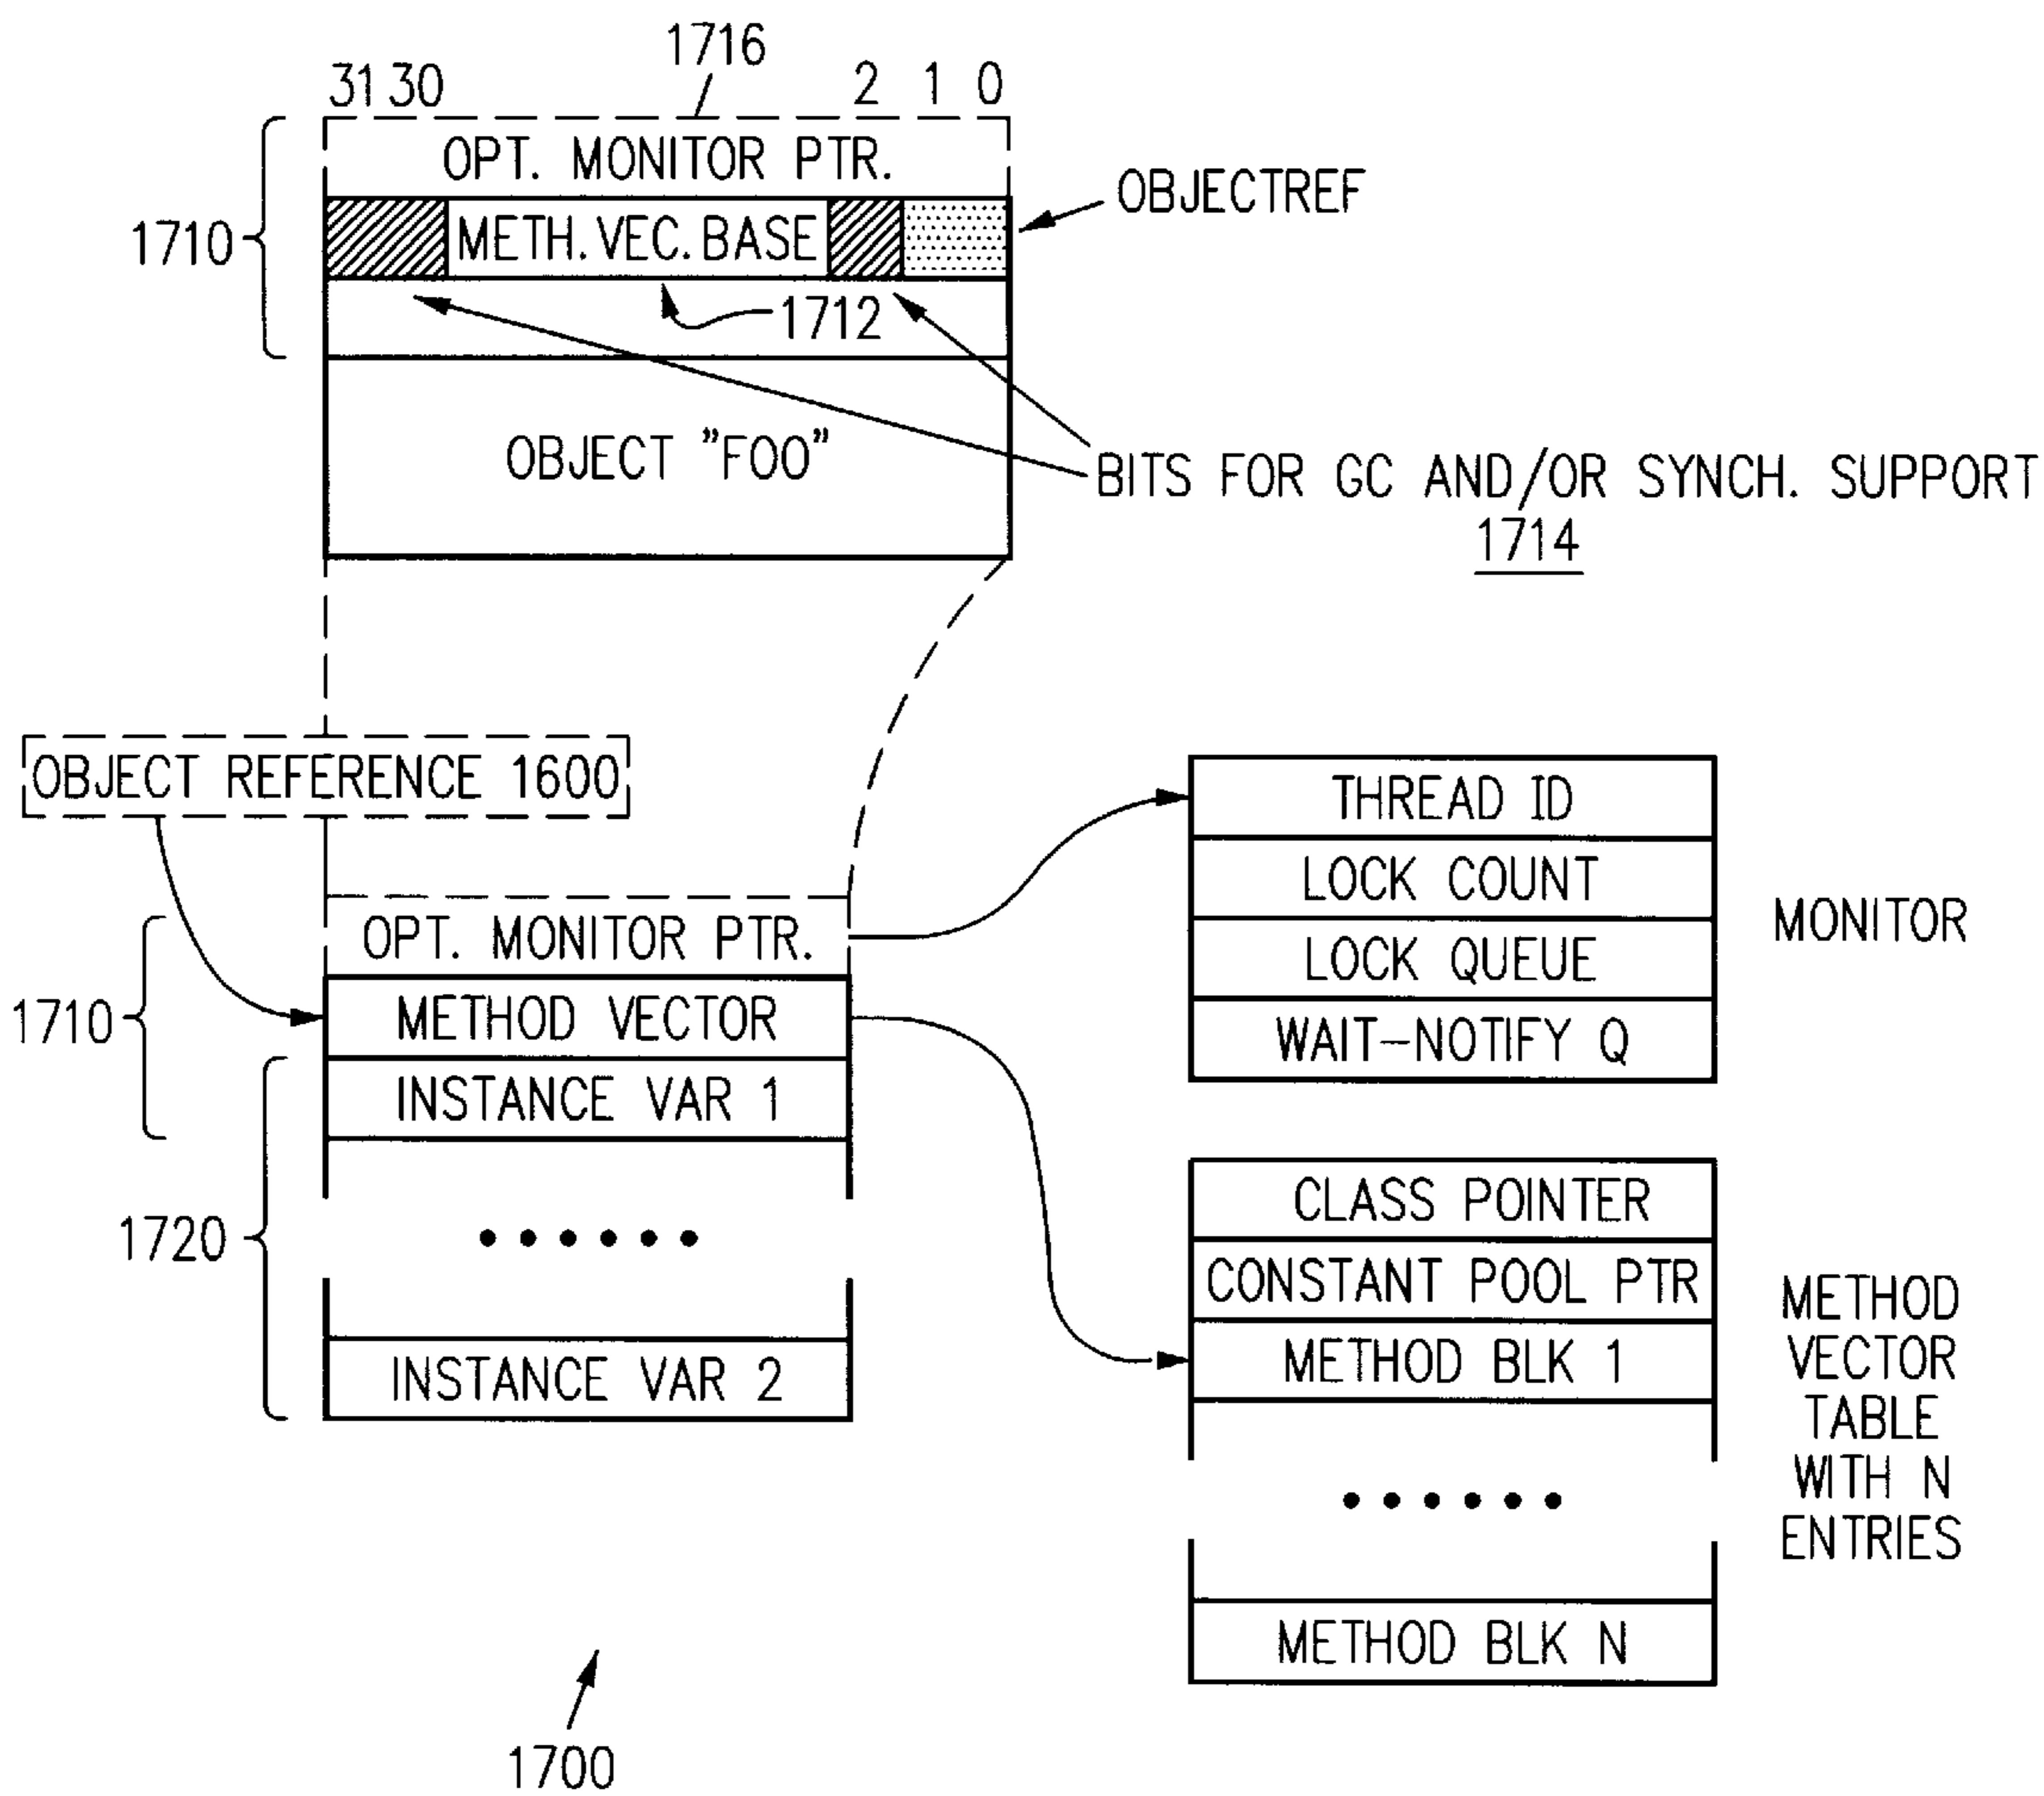 1716
31 30 2 1 0
OPT. MONITOR PTR.
OBJECTREF
1710
METH. VEC. BASE
1712
OBJECT "FOO"
BITS FOR GC AND/OR SYNCH. SUPPORT
1714
OBJECT REFERENCE 1600
THREAD ID
LOCK COUNT
LOCK QUEUE
WAIT-NOTIFY Q
MONITOR
OPT. MONITOR PTR.
METHOD VECTOR
1710
INSTANCE VAR 1
1720
INSTANCE VAR 2
CLASS POINTER
CONSTANT POOL PTR
METHOD BLK 1
METHOD BLK N
METHOD
VECTOR
TABLE
WITH N
ENTRIES
1700